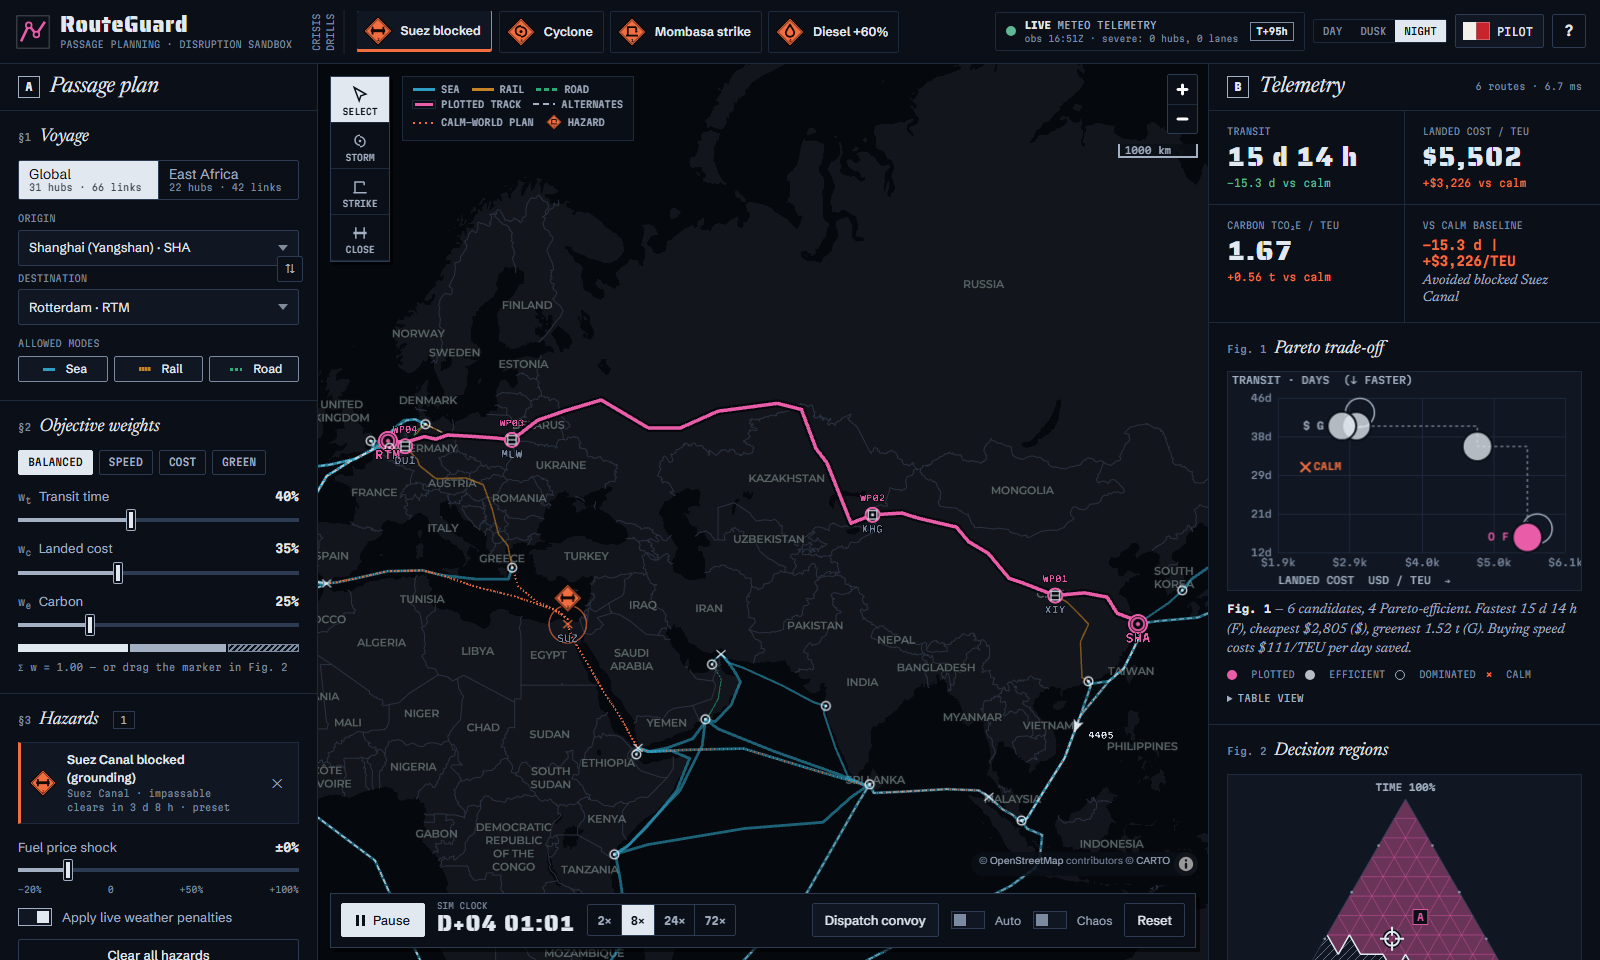 RouteGuard
PASSAGE PLANNING · DISRUPTION SANDBOX
CRISIS DRILLS
Suez blocked
Cyclone
Mombasa strike
Diesel +60%
LIVE METEO TELEMETRY
obs 16:51Z · severe: 0 hubs, 0 lanes
T+95h
DAY DUSK NIGHT
PILOT
?
A Passage plan
§1 Voyage
Global
31 hubs · 66 links
East Africa
22 hubs · 42 links
ORIGIN
Shanghai (Yangshan) · SHA
DESTINATION
Rotterdam · RTM
ALLOWED MODES
Sea Rail Road
§2 Objective weights
BALANCED SPEED COST GREEN
wt Transit time 40%
wc Landed cost 35%
we Carbon 25%
Σ w = 1.00 — or drag the marker in Fig. 2
§3 Hazards 1
Suez Canal blocked (grounding)
Suez Canal · impassable
clears in 3 d 8 h · preset
Fuel price shock ±0%
−20% 0 +50% +100%
Apply live weather penalties
Clear all hazards
SELECT
STORM
STRIKE
CLOSE
SEA RAIL ROAD
PLOTTED TRACK ALTERNATES
CALM-WORLD PLAN HAZARD
+
−
1000 km
RUSSIA
FINLAND
NORWAY
SWEDEN
ESTONIA
DENMARK
UNITED KINGDOM
WP04
WP03
RTM
DUI
MLW
UKRAINE
FRANCE
AUSTRIA
ROMANIA
KAZAKHSTAN
MONGOLIA
WP02
KHG
ITALY
UZBEKISTAN
GREECE
TURKEY
SOUTH KOREA
WP01
XIY
SHA
TUNISIA
IRAQ
IRAN
SUZ
PAKISTAN
ALGERIA
LIBYA
EGYPT
SAUDI ARABIA
NEPAL
BANGLADESH
TAIWAN
INDIA
NIGER
MALI
CHAD
SUDAN
YEMEN
MYANMAR
VIETNAM
4405
PHILIPPINES
NIGERIA
ETHIOPIA
SOUTH SUDAN
MALAYSIA
GABON
KENYA
DEMOCRATIC REPUBLIC OF THE CONGO
TANZANIA
INDONESIA
© OpenStreetMap contributors © CARTO
MOZAMBIQUE
Pause
SIM CLOCK
D+04 01:01
2× 8× 24× 72×
Dispatch convoy
Auto
Chaos
Reset
B Telemetry
6 routes · 6.7 ms
TRANSIT
15 d 14 h
−15.3 d vs calm
LANDED COST / TEU
$5,502
+$3,226 vs calm
CARBON TCO₂E / TEU
1.67
+0.56 t vs calm
VS CALM BASELINE
−15.3 d |
+$3,226/TEU
Avoided blocked Suez
Canal
Fig. 1 Pareto trade-off
TRANSIT · DAYS (↓ FASTER)
46d
38d
29d
21d
12d
$ G
CALM
O F
$1.9k $2.9k $4.0k $5.0k $6.1k
LANDED COST USD / TEU →
Fig. 1 — 6 candidates, 4 Pareto-efficient. Fastest 15 d 14 h
(F), cheapest $2,805 ($), greenest 1.52 t (G). Buying speed
costs $111/TEU per day saved.
PLOTTED EFFICIENT DOMINATED CALM
TABLE VIEW
Fig. 2 Decision regions
TIME 100%
A